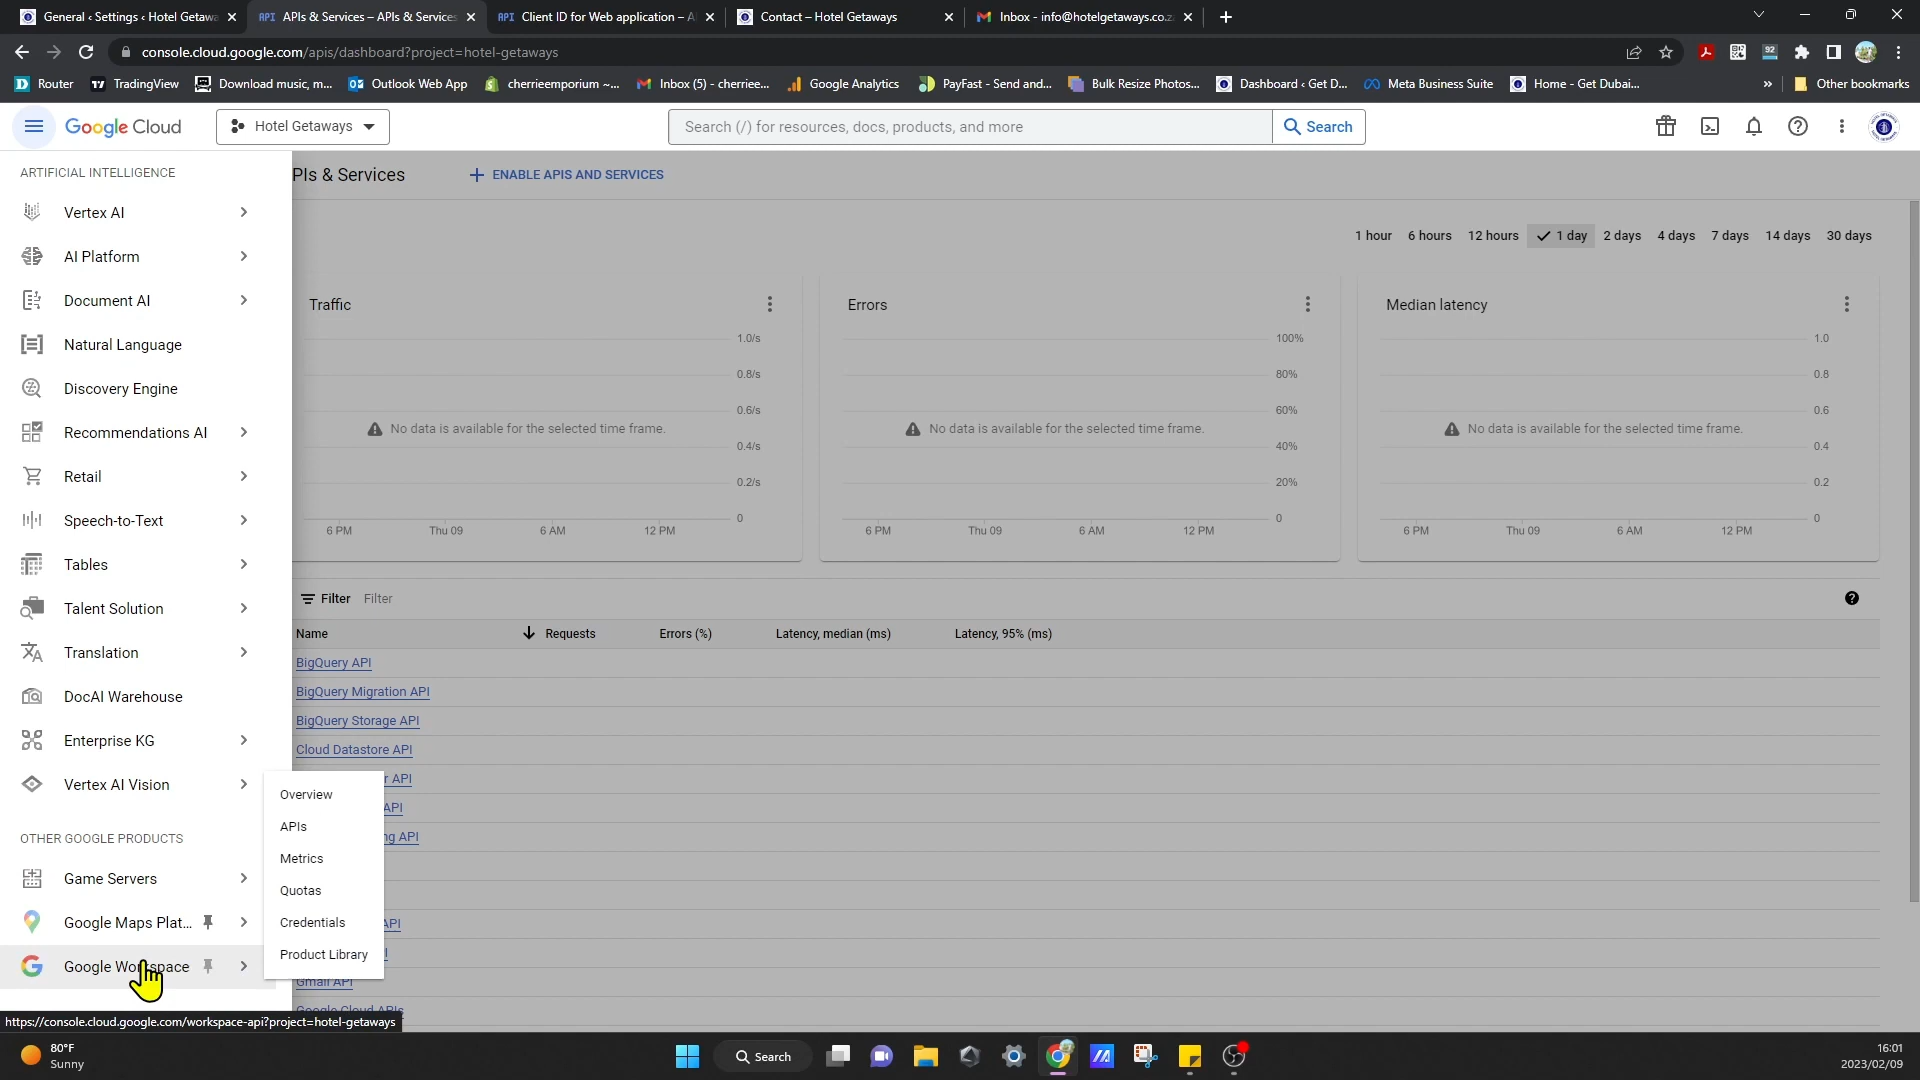 General ‹ Settings ‹ Hotel Getawa
API APIs & Services – APIs & Services
API Client ID for Web application – A
Contact – Hotel Getaways
Inbox - info@hotelgetaways.co.z
console.cloud.google.com/apis/dashboard?project=hotel-getaways
92
Router
TradingView
Download music, m...
Outlook Web App
cherrieemporium ~...
Inbox (5) - cherriee...
Google Analytics
PayFast - Send and...
Bulk Resize Photos...
Dashboard ‹ Get D...
Meta Business Suite
Home - Get Dubai...
»
Other bookmarks
Google Cloud
Hotel Getaways
Search (/) for resources, docs, products, and more
Search
ARTIFICIAL INTELLIGENCE
Vertex AI
AI Platform
Document AI
Natural Language
Discovery Engine
Recommendations AI
Retail
Speech-to-Text
Tables
Talent Solution
Translation
DocAI Warehouse
Enterprise KG
Vertex AI Vision
OTHER GOOGLE PRODUCTS
Game Servers
Google Maps Plat...
Google Workspace
Overview
APIs
Metrics
Quotas
Credentials
Product Library
PIs & Services
ENABLE APIS AND SERVICES
1 hour 6 hours 12 hours 1 day 2 days 4 days 7 days 14 days 30 days
Traffic
1.0/s
0.8/s
0.6/s
No data is available for the selected time frame.
0.4/s
0.2/s
0
6 PM Thu 09 6 AM 12 PM
Errors
100%
80%
60%
No data is available for the selected time frame.
40%
20%
0
6 PM Thu 09 6 AM 12 PM
Median latency
1.0
0.8
0.6
No data is available for the selected time frame.
0.4
0.2
0
6 PM Thu 09 6 AM 12 PM
Filter Filter
Name Requests Errors (%) Latency, median (ms) Latency, 95% (ms)
BigQuery API
BigQuery Migration API
BigQuery Storage API
Cloud Datastore API
r API
API
ng API
API
Gmail API
Google Cloud APIs
https://console.cloud.google.com/workspace-api?project=hotel-getaways
80°F
Sunny
Search
16:01
2023/02/09